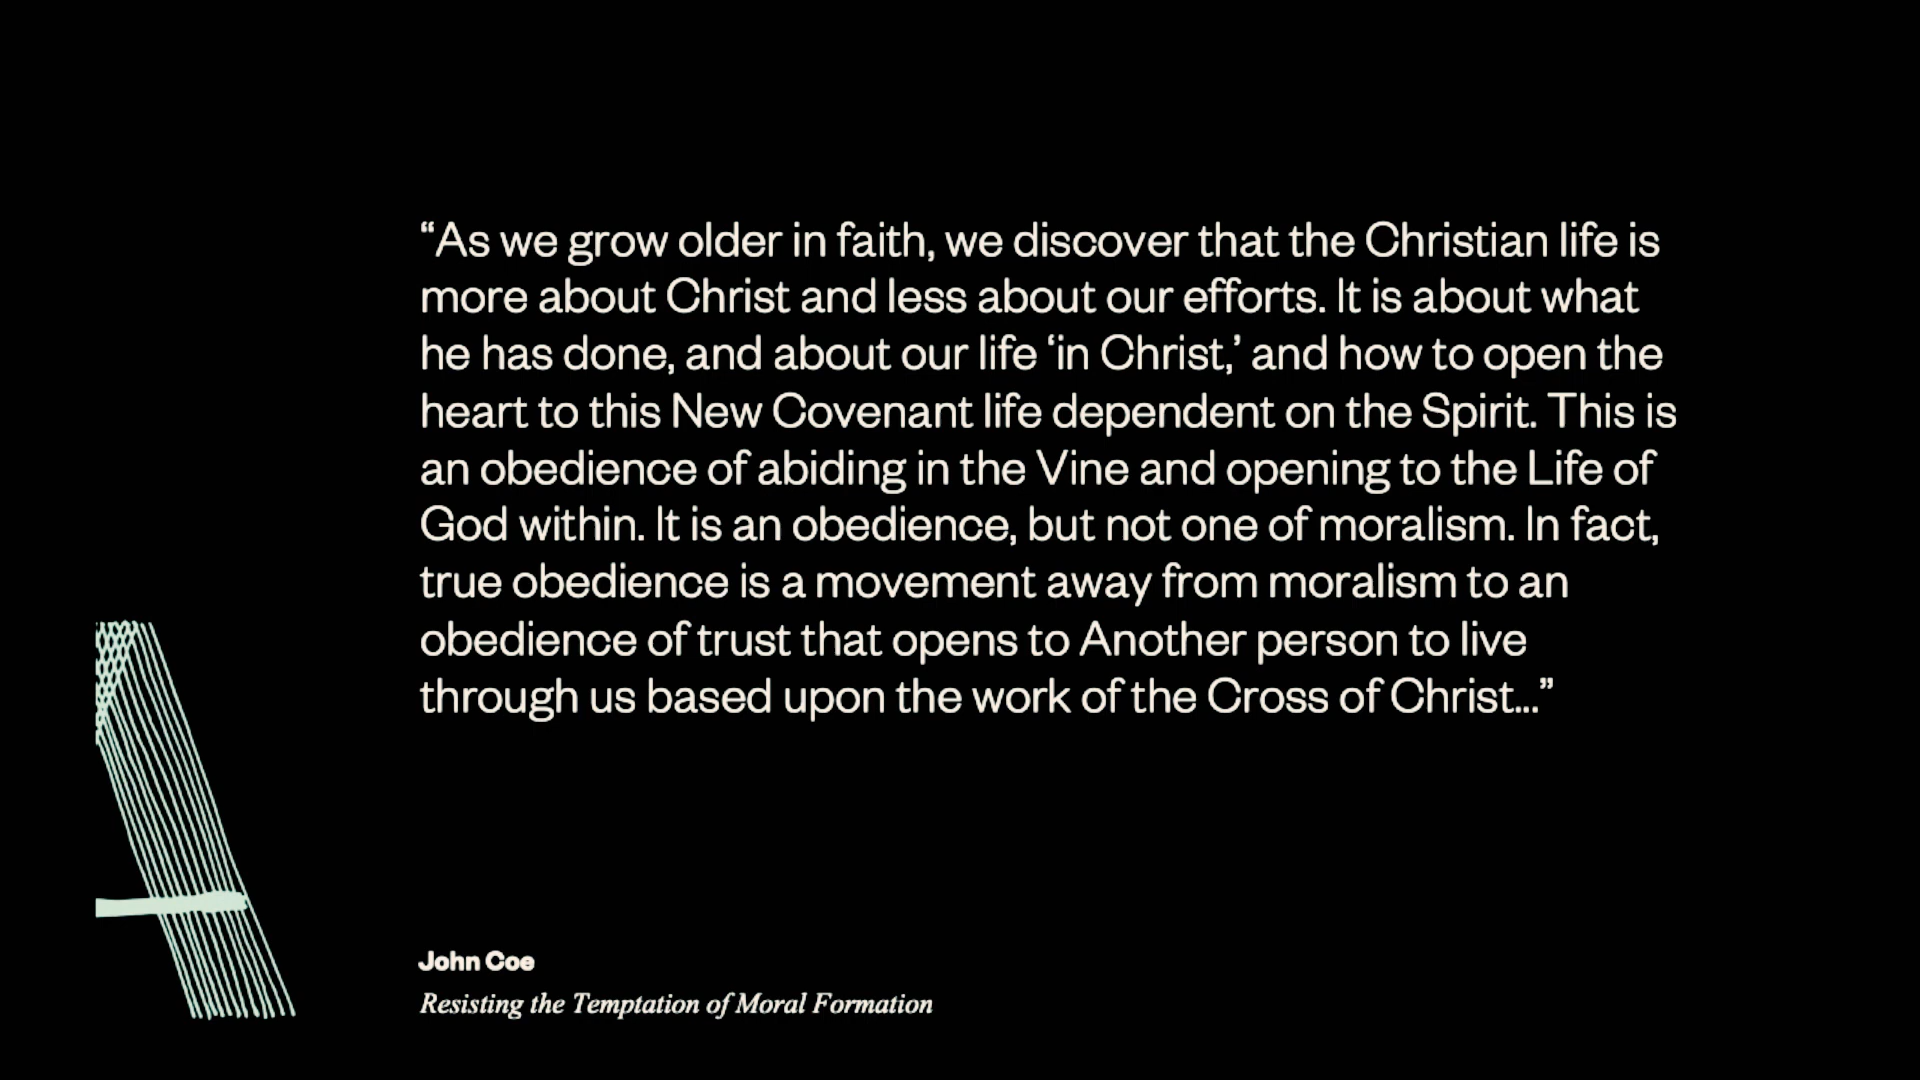 “As we grow older in faith, we discover that the Christian life is
more about Christ and less about our efforts. It is about what
he has done, and about our life ‘in Christ,’ and how to open the
heart to this New Covenant life dependent on the Spirit. This is
an obedience of abiding in the Vine and opening to the Life of
God within. It is an obedience, but not one of moralism. In fact,
true obedience is a movement away from moralism to an
obedience of trust that opens to Another person to live
through us based upon the work of the Cross of Christ...”
John Coe
Resisting the Temptation of Moral Formation